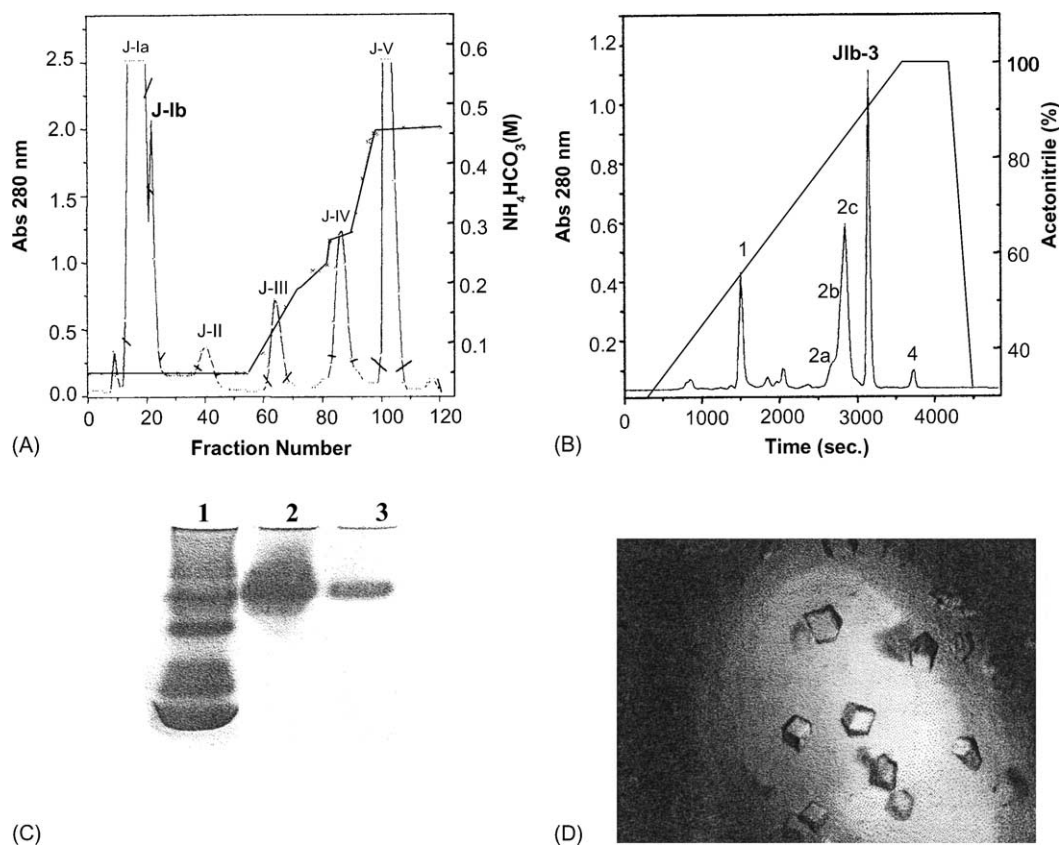 J-Ia
J-Ib
J-II
J-III
J-IV
J-V
2.5
2.0
1.5
1.0
0.5
0.0
Abs 280 nm
0.6
0.5
0.4
0.3
0.2
0.1
NH₄HCO₃(M)
0 20 40 60 80 100 120
(A) Fraction Number
JIb-3
1
2a
2b
2c
4
1.2
1.0
0.8
0.6
0.4
0.2
Abs 280 nm
100
80
60
40
Acetonitrile (%)
0 1000 2000 3000 4000
(B) Time (sec.)
1 2 3
(C)
(D)